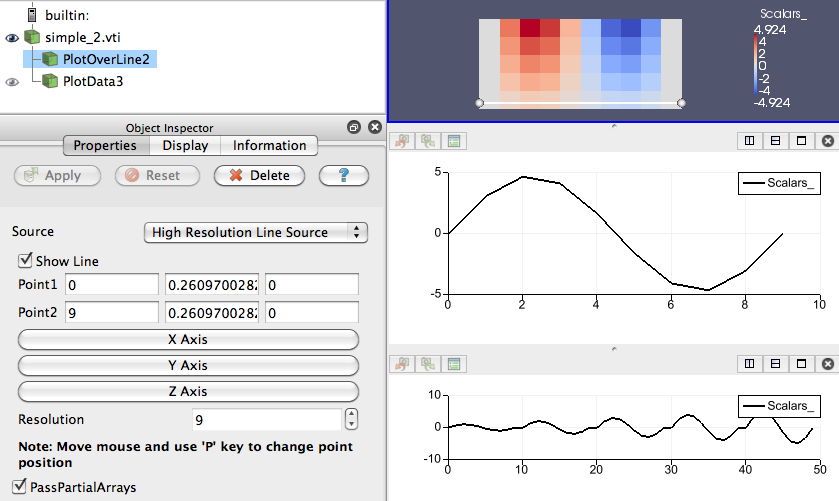 builtin:
simple_2.vti
PlotOverLine2
PlotData3
Object Inspector
Properties Display Information
Apply Reset Delete ?
Source High Resolution Line Source
Show Line
Point1 0 0.260970028 0
Point2 9 0.260970028 0
X Axis
Y Axis
Z Axis
Resolution 9
Note: Move mouse and use 'P' key to change point
position
PassPartialArrays
Scalars_
4.924
4
2
0
-2
-4
-4.924
Scalars_
5
0
-5
0 2 4 6 8 10
Scalars_
10
0
-10
0 10 20 30 40 50